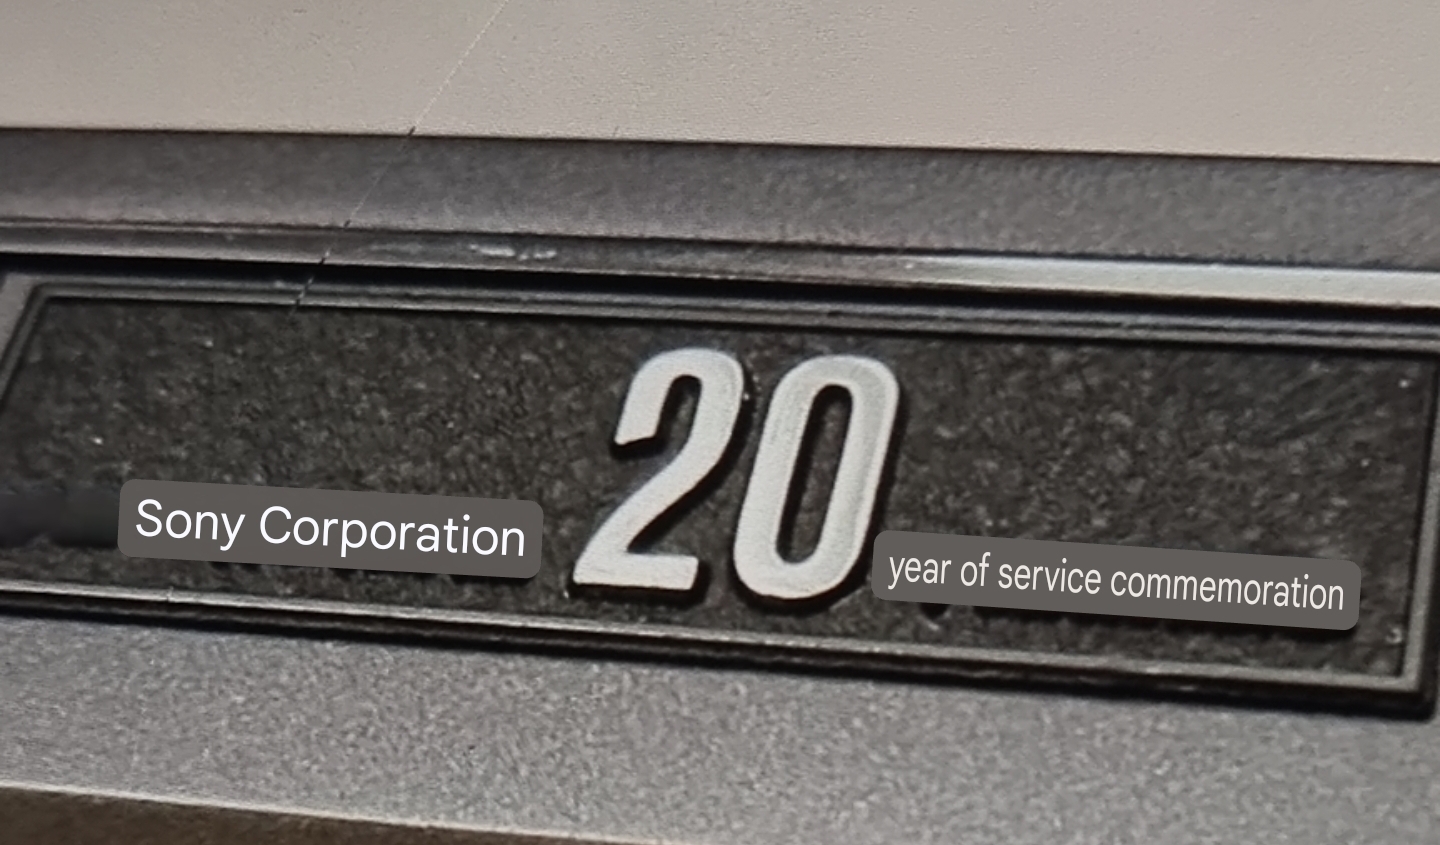 Sony Corporation 20 year of service commemoration